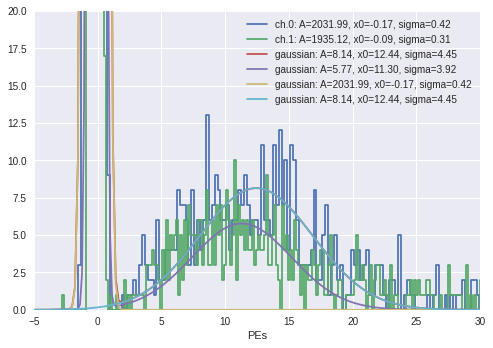 20.0
17.5
15.0
12.5
10.0
7.5
5.0
2.5
0.0
ch.0: A=2031.99, x0=-0.17, sigma=0.42
ch.1: A=1935.12, x0=-0.09, sigma=0.31
gaussian: A=8.14, x0=12.44, sigma=4.45
gaussian: A=5.77, x0=11.30, sigma=3.92
gaussian: A=2031.99, x0=-0.17, sigma=0.42
gaussian: A=8.14, x0=12.44, sigma=4.45
−5 0 5 10 15 20 25 30
PEs